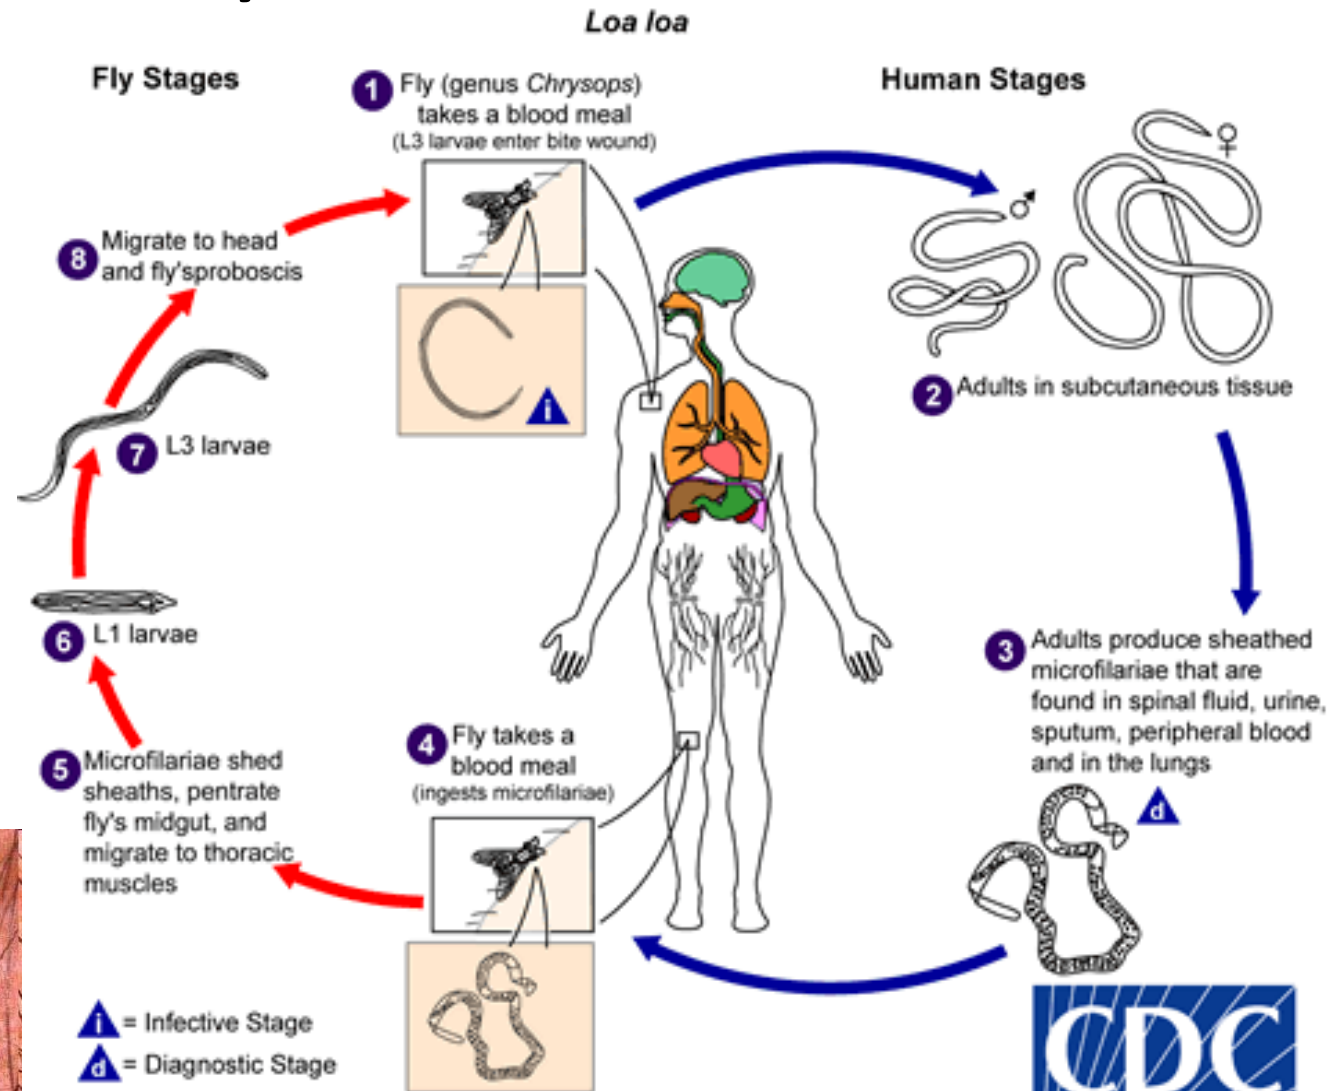 Loa loa
Fly Stages
Human Stages
1 Fly (genus Chrysops)
takes a blood meal
(L3 larvae enter bite wound)
i
♂
♀
2 Adults in subcutaneous tissue
3 Adults produce sheathed
microfilariae that are
found in spinal fluid, urine,
sputum, peripheral blood
and in the lungs
d
4 Fly takes a
blood meal
(ingests microfilariae)
5 Microfilariae shed
sheaths, pentrate
fly's midgut, and
migrate to thoracic
muscles
6 L1 larvae
7 L3 larvae
8 Migrate to head
and fly'sproboscis
i = Infective Stage
d = Diagnostic Stage
CDC